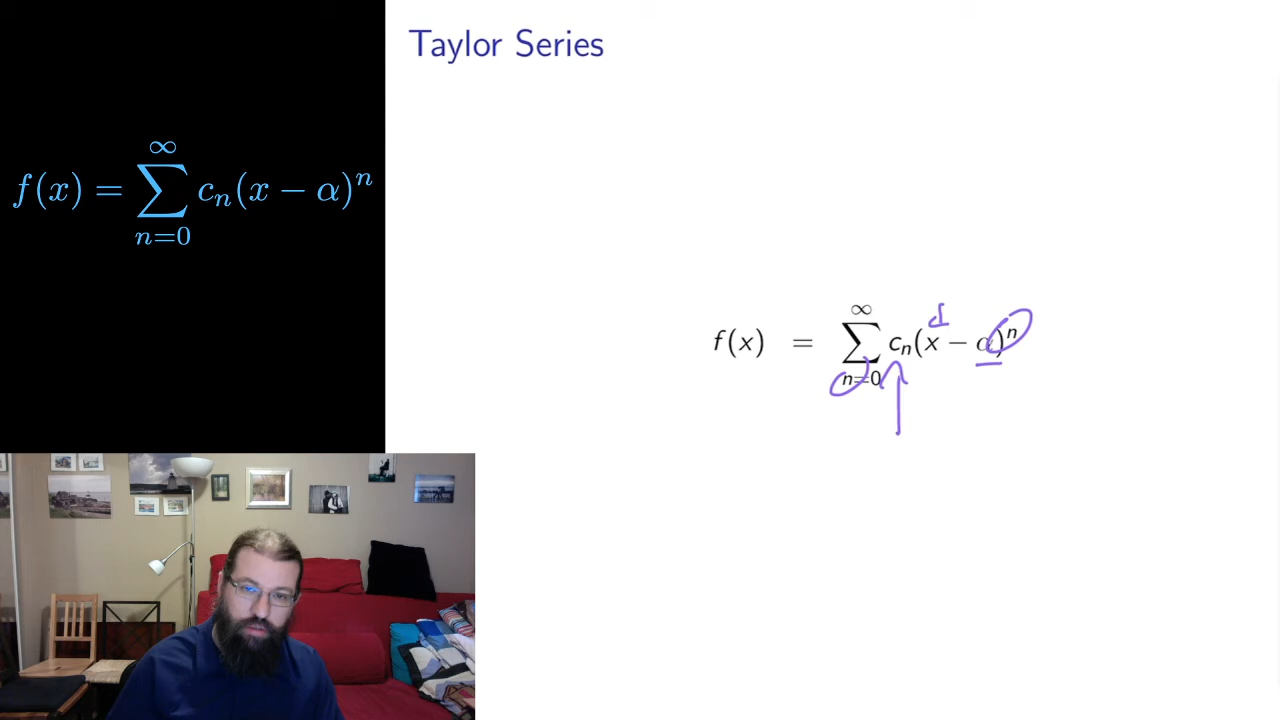 Taylor Series
f(x) = ∑_{n=0}^{∞} c_n(x − α)^n
f(x) = ∑_{n=0}^{∞} c_n(x − α)^n